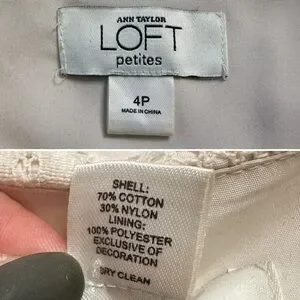 ANN TAYLOR
LOFT
petites
4P
MADE IN CHINA
SHELL:
70% COTTON
30% NYLON
LINING:
100% POLYESTER
EXCLUSIVE OF
DECORATION
DRY CLEAN